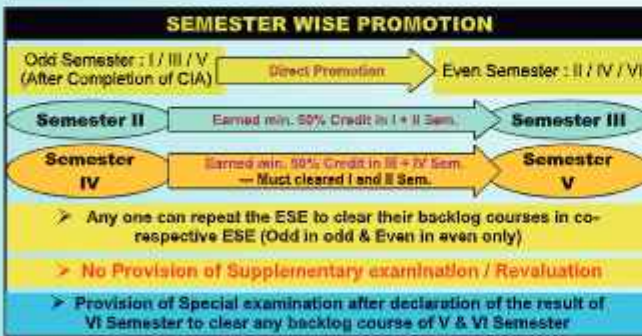 SEMESTER WISE PROMOTION
Odd Semester : I / III / V
(After Completion of CIA)
Direct Promotion
Even Semester : II / IV / VI
Semester II
Earned min. 50% Credit in I + II Sem.
Semester III
Semester
IV
Earned min. 50% Credit in III + IV Sem.
— Must cleared I and II Sem.
Semester
V
➤ Any one can repeat the ESE to clear their backlog courses in co-
respective ESE (Odd in odd & Even in even only)
➤ No Provision of Supplementary examination / Revaluation
➤ Provision of Special examination after declaration of the result of
VI Semester to clear any backlog course of V & VI Semester